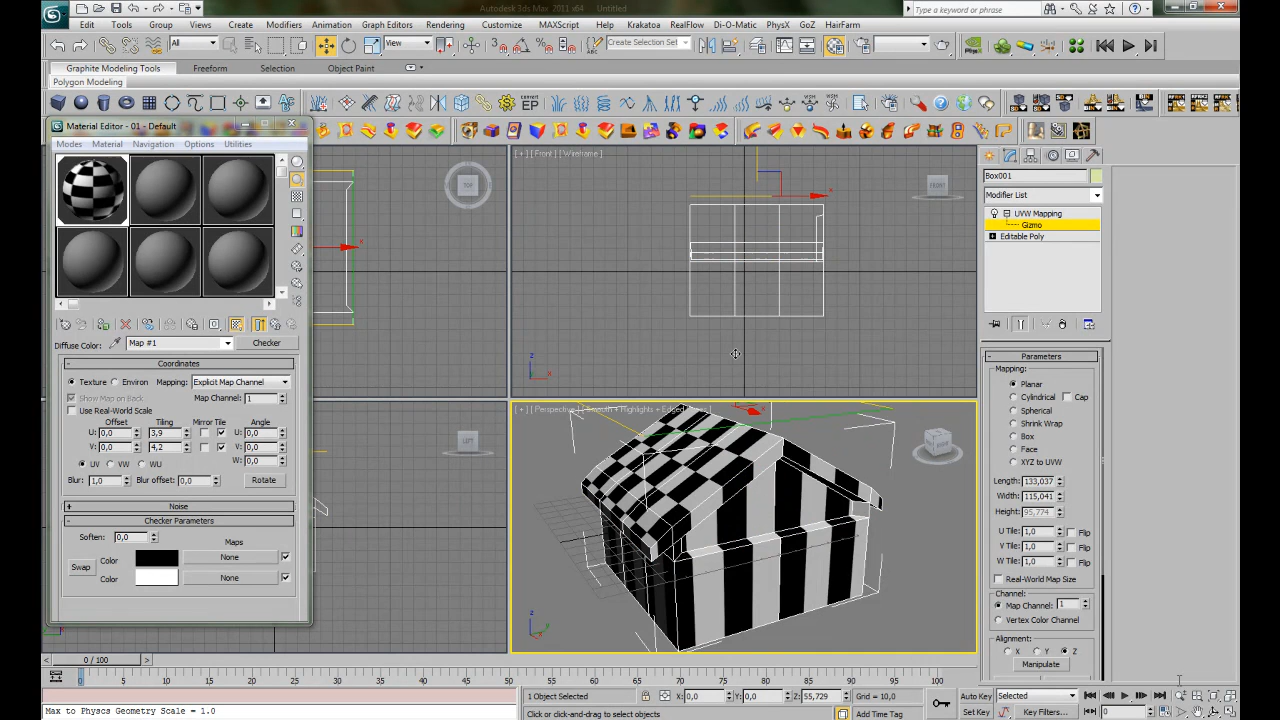 Autodesk 3ds Max 2011 x64    Untitled
Type a keyword or phrase
Edit Tools Group Views Create Modifiers Animation Graph Editors Rendering Customize MAXScript Help Krakatoa RealFlow Di-O-Matic PhysX GoZ HairFarm
All View Create Selection Set
Graphite Modeling Tools Freeform Selection Object Paint
Polygon Modeling
Material Editor - 01 - Default
Modes Material Navigation Options Utilities
[ + ] [ Front ] [ Wireframe ]
TOP
FRONT
x
x
Box001
Modifier List
UVW Mapping
Gizmo
Editable Poly
Diffuse Color: Map #1 Checker
- Coordinates
Texture Environ Mapping: Explicit Map Channel
Show Map on Back Map Channel: 1
Use Real-World Scale
Offset Tiling Mirror Tile Angle
U: 0,0 3,9 U: 0,0
V: 0,0 4,2 V: 0,0
UV VW WU W: 0,0
Blur: 1,0 Blur offset: 0,0 Rotate
+ Noise
- Checker Parameters
Soften: 0,0 Maps
Swap Color None
Color None
z
x
LEFT
z
y
x
- Parameters
Mapping:
Planar
Cylindrical Cap
Spherical
Shrink Wrap
Box
Face
XYZ to UVW
Length: 133,037
Width: 115,041
Height: 95,774
U Tile: 1,0 Flip
V Tile: 1,0 Flip
W Tile: 1,0 Flip
Real-World Map Size
Channel:
Map Channel: 1
Vertex Color Channel
Alignment:
X Y Z
Manipulate
0 / 100
0 5 10 15 20 25 30 35 40 45 50 55 60 65 70 75 80 85 90 95 100
1 Object Selected X: 0,0 Y: 0,0 Z: 55,729 Grid = 10,0
Auto Key Selected
Max to Physcs Geometry Scale = 1.0
Click or click-and-drag to select objects Add Time Tag
Set Key Key Filters... 0